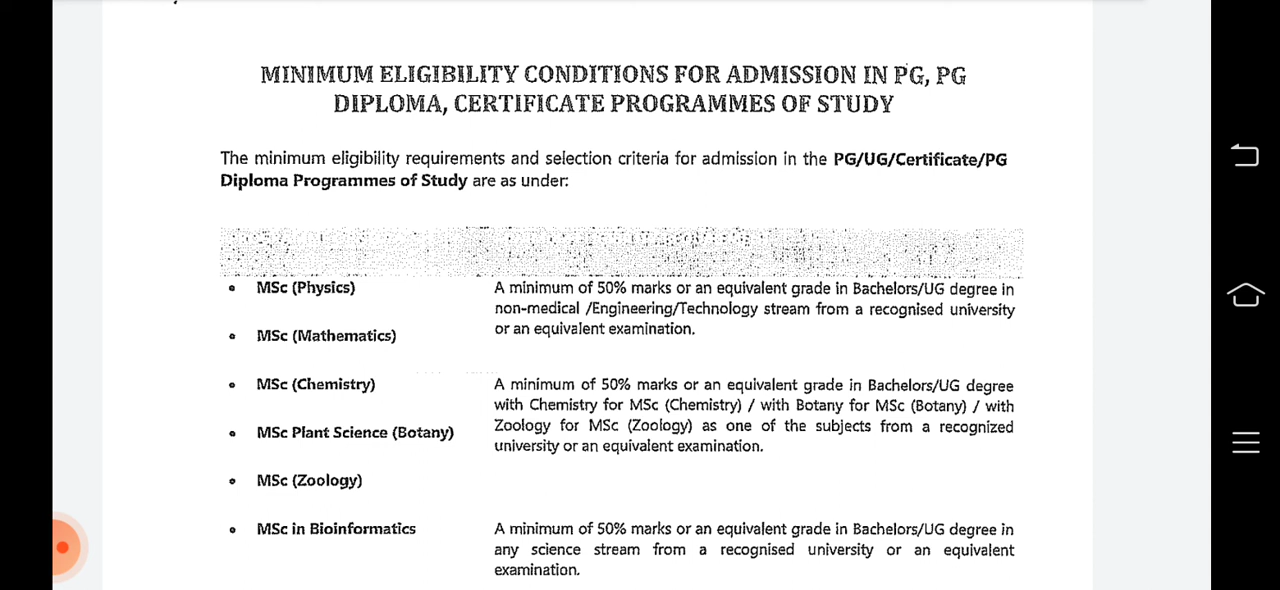 MINIMUM ELIGIBILITY CONDITIONS FOR ADMISSION IN PG, PG
DIPLOMA, CERTIFICATE PROGRAMMES OF STUDY
The minimum eligibility requirements and selection criteria for admission in the PG/UG/Certificate/PG
Diploma Programmes of Study are as under:
• MSc (Physics)
A minimum of 50% marks or an equivalent grade in Bachelors/UG degree in
non-medical /Engineering/Technology stream from a recognised university
or an equivalent examination.
• MSc (Mathematics)
• MSc (Chemistry)
A minimum of 50% marks or an equivalent grade in Bachelors/UG degree
with Chemistry for MSc (Chemistry) / with Botany for MSc (Botany) / with
Zoology for MSc (Zoology) as one of the subjects from a recognized
university or an equivalent examination.
• MSc Plant Science (Botany)
• MSc (Zoology)
• MSc in Bioinformatics
A minimum of 50% marks or an equivalent grade in Bachelors/UG degree in
any science stream from a recognised university or an equivalent
examination.